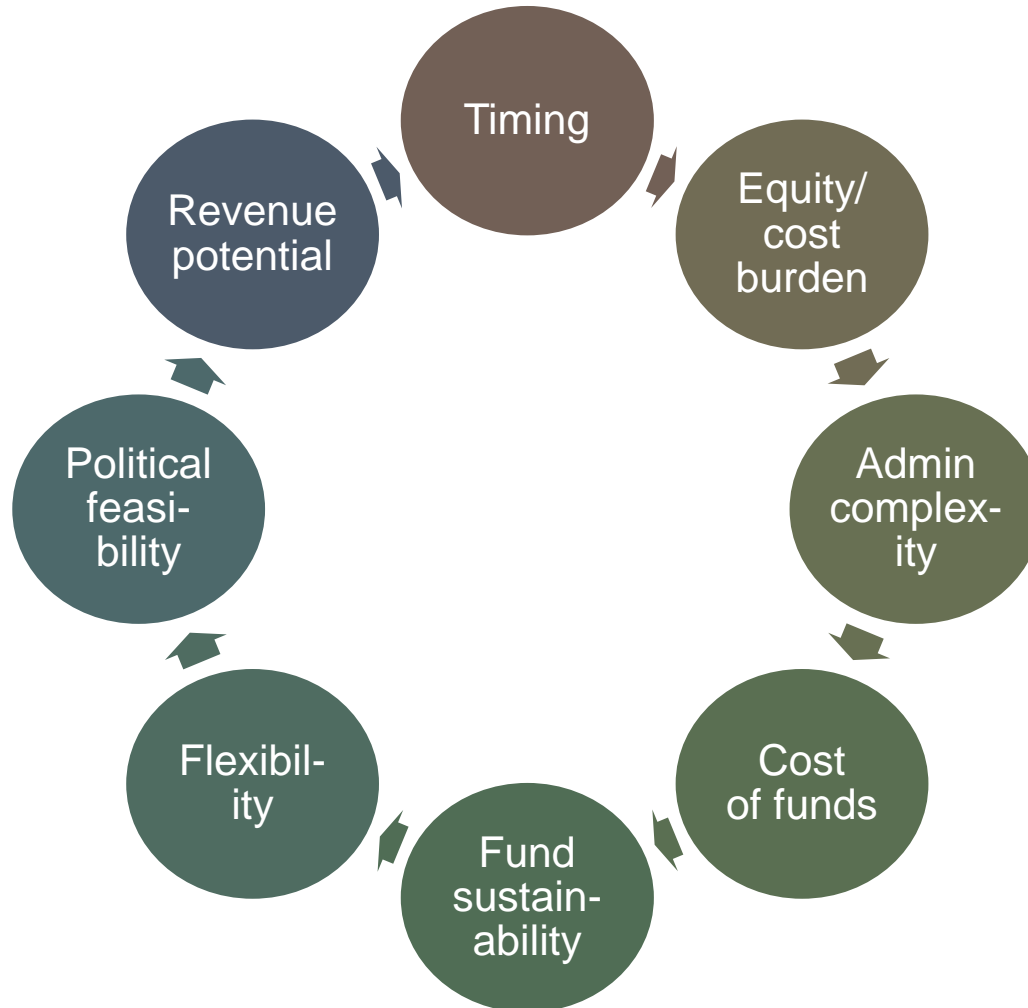 Timing
Equity/
cost
burden
Admin
complex-
ity
Cost
of funds
Fund
sustain-
ability
Flexibil-
ity
Political
feasi-
bility
Revenue
potential